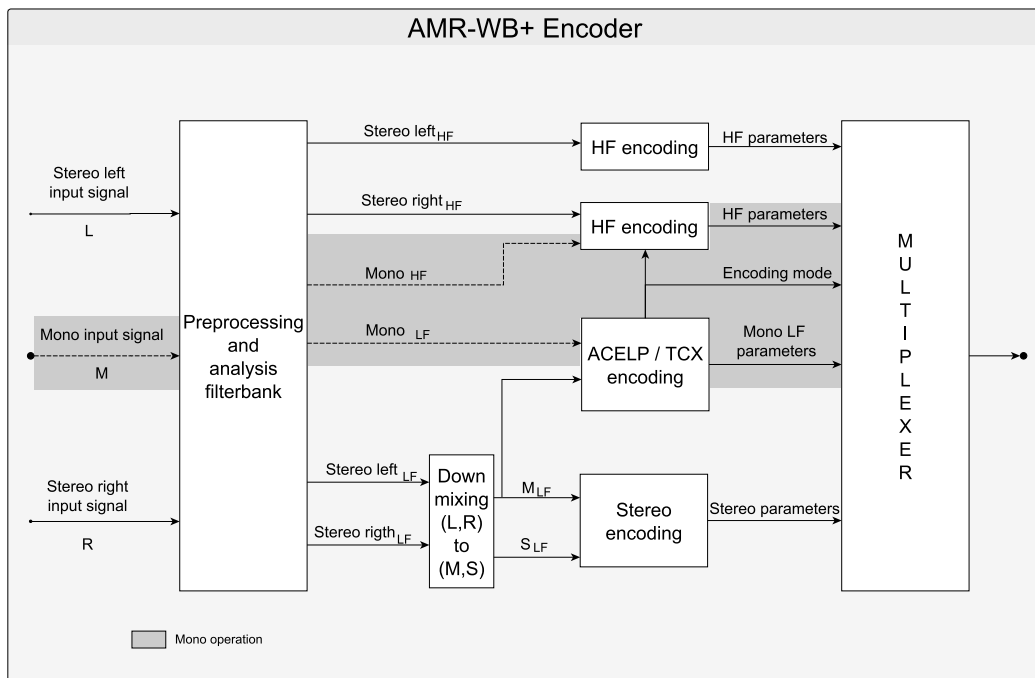 AMR-WB+ Encoder
Stereo left HF
HF encoding
HF parameters
Stereo left
input signal
L
Stereo right HF
HF encoding
HF parameters
Mono HF
Encoding mode
Mono input signal
M
Preprocessing
and
analysis
filterbank
Mono LF
ACELP / TCX
encoding
Mono LF
parameters
MULTIPLEXER
Stereo right
input signal
R
Stereo left LF
Stereo rigth LF
Down
mixing
(L,R)
to
(M,S)
M LF
S LF
Stereo
encoding
Stereo parameters
Mono operation